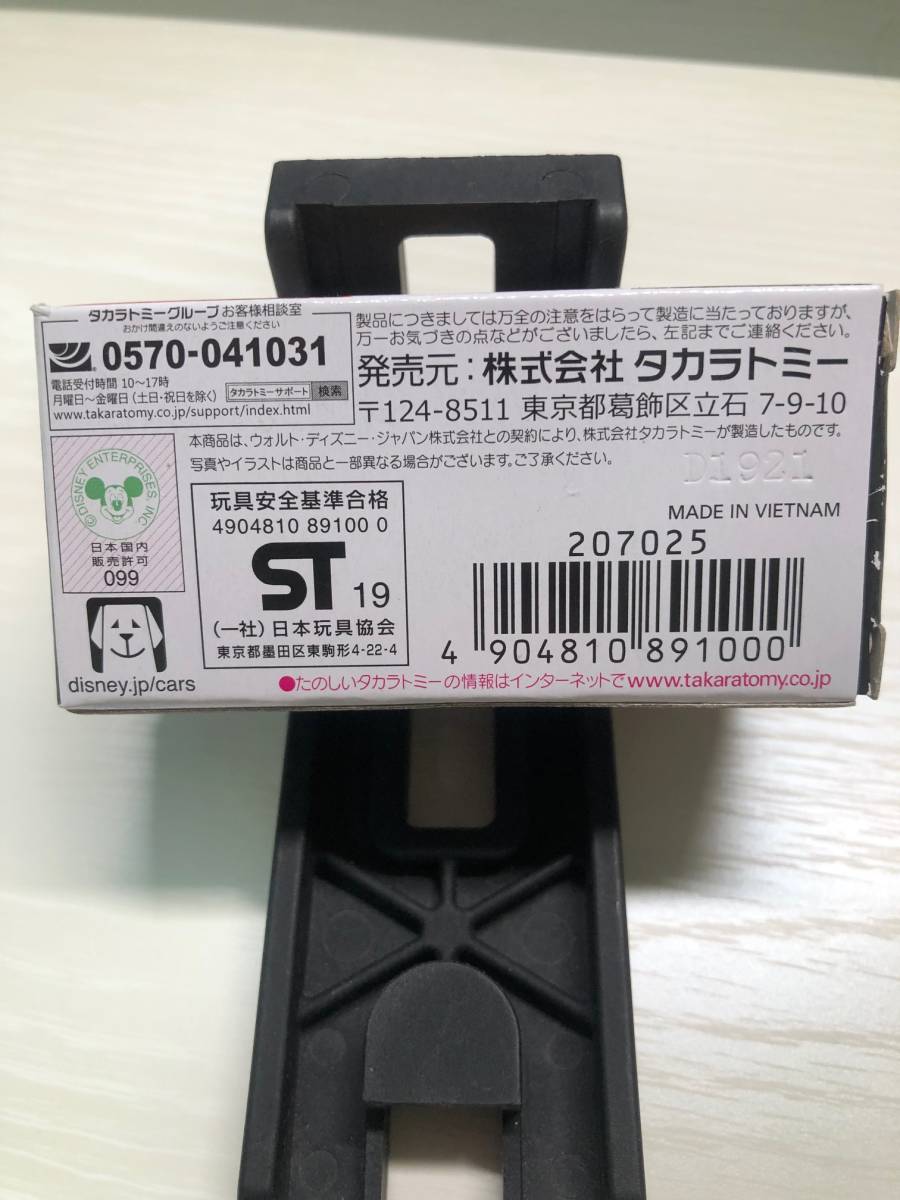 タカラトミーグループ お客様相談室
おかけ間違えのないようご注意ください
0570-041031
電話受付時間 10〜17時
月曜日〜金曜日 (土日・祝日を除く)
タカラトミーサポート 検索
www.takaratomy.co.jp/support/index.html
製品につきましては万全の注意をはらって製造に当たっておりますが、
万一お気づきの点などがございましたら、左記までご連絡ください。
発売元:株式会社 タカラトミー
〒124-8511 東京都葛飾区立石 7-9-10
本商品は、ウォルト・ディズニー・ジャパン株式会社との契約により、株式会社タカラトミーが製造したものです。
写真やイラストは商品と一部異なる場合がございます。ご了承ください。
D1921
©DISNEY ENTERPRISES INC
日本国内
販売許可
099
disney.jp/cars
玩具安全基準合格
4904810 89100 0
ST 19
(一社)日本玩具協会
東京都墨田区東駒形4-22-4
MADE IN VIETNAM
207025
4 904810 891000
●たのしいタカラトミーの情報はインターネットで www.takaratomy.co.jp